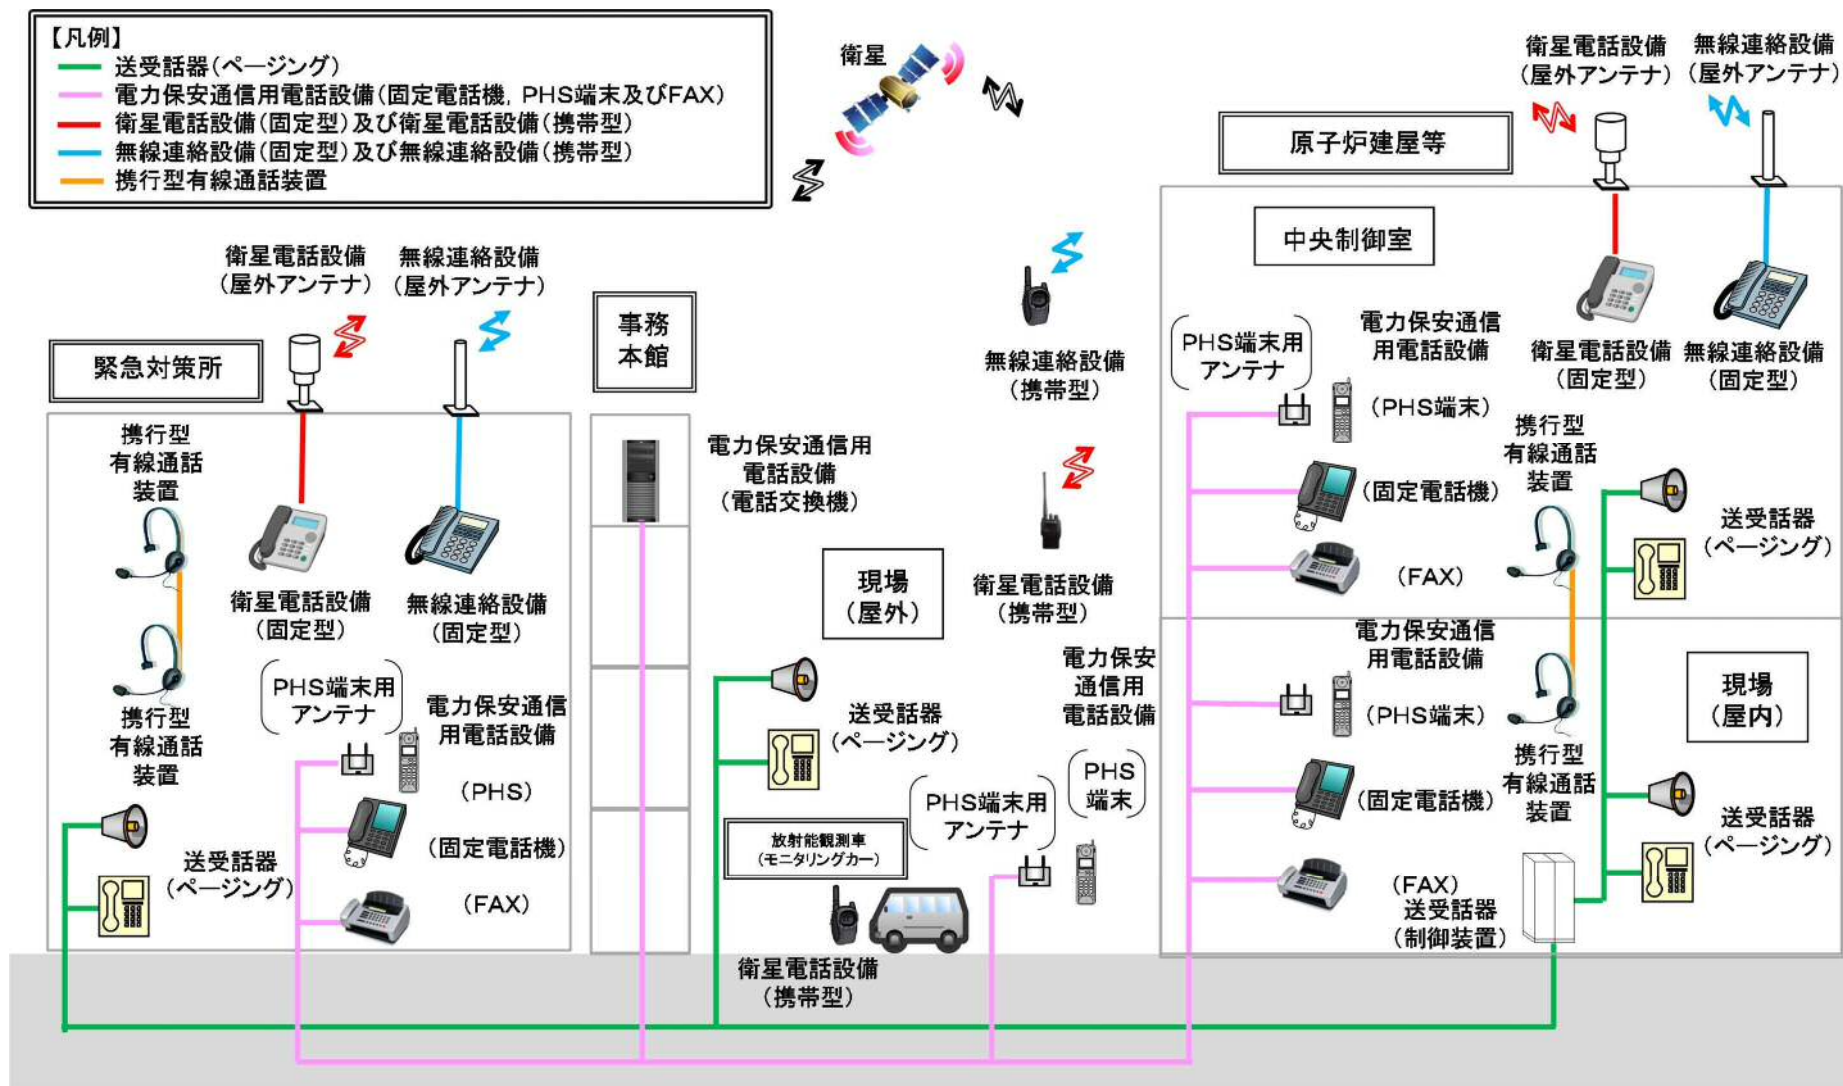 【凡例】
送受話器(ページング)
電力保安通信用電話設備(固定電話機，PHS端末及びFAX)
衛星電話設備(固定型)及び衛星電話設備(携帯型)
無線連絡設備(固定型)及び無線連絡設備(携帯型)
携行型有線通話装置
衛星
衛星電話設備
(屋外アンテナ)
無線連絡設備
(屋外アンテナ)
緊急対策所
携行型
有線通話
装置
衛星電話設備
(固定型)
無線連絡設備
(固定型)
携行型
有線通話
装置
PHS端末用
アンテナ
電力保安通信
用電話設備
(PHS)
(固定電話機)
(FAX)
送受話器
(ページング)
事務
本館
電力保安通信用
電話設備
(電話交換機)
現場
(屋外)
送受話器
(ページング)
放射能観測車
(モニタリングカー)
衛星電話設備
(携帯型)
無線連絡設備
(携帯型)
衛星電話設備
(携帯型)
電力保安
通信用
電話設備
PHS
端末
PHS端末用
アンテナ
原子炉建屋等
衛星電話設備
(屋外アンテナ)
無線連絡設備
(屋外アンテナ)
中央制御室
PHS端末用
アンテナ
電力保安通信
用電話設備
(PHS端末)
(固定電話機)
(FAX)
衛星電話設備
(固定型)
無線連絡設備
(固定型)
携行型
有線通話
装置
送受話器
(ページング)
電力保安通信
用電話設備
(PHS端末)
(固定電話機)
(FAX)
送受話器
(制御装置)
携行型
有線通話
装置
現場
(屋内)
送受話器
(ページング)